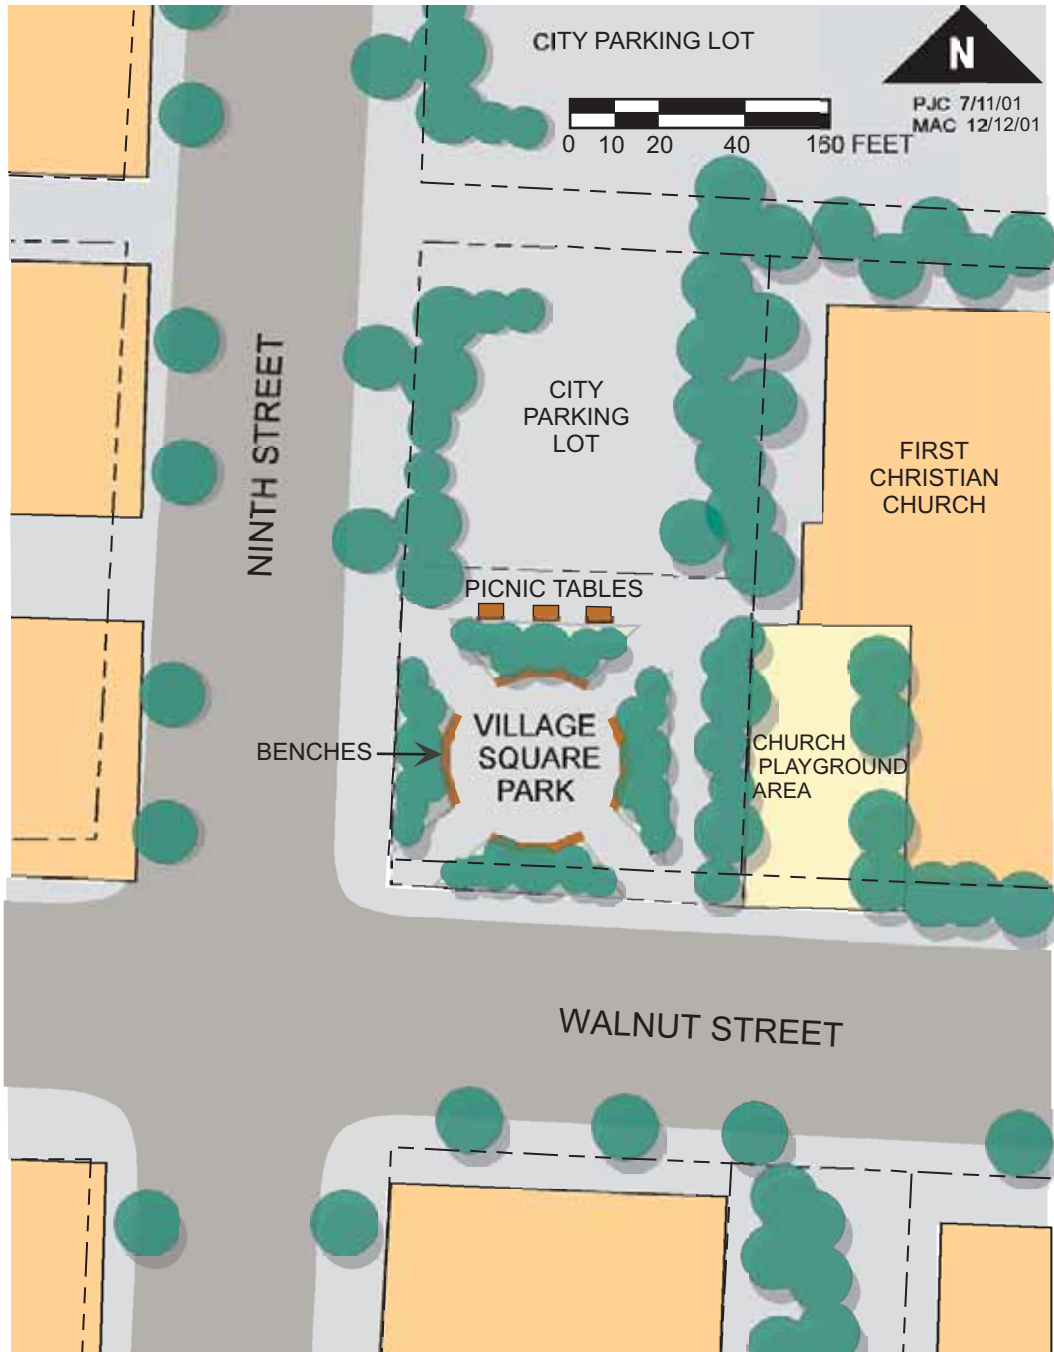 CITY PARKING LOT
N
PJC 7/11/01
MAC 12/12/01
0 10 20 40 60 FEET
NINTH STREET
CITY
PARKING
LOT
FIRST
CHRISTIAN
CHURCH
PICNIC TABLES
VILLAGE
SQUARE
PARK
BENCHES
CHURCH
PLAYGROUND
AREA
WALNUT STREET